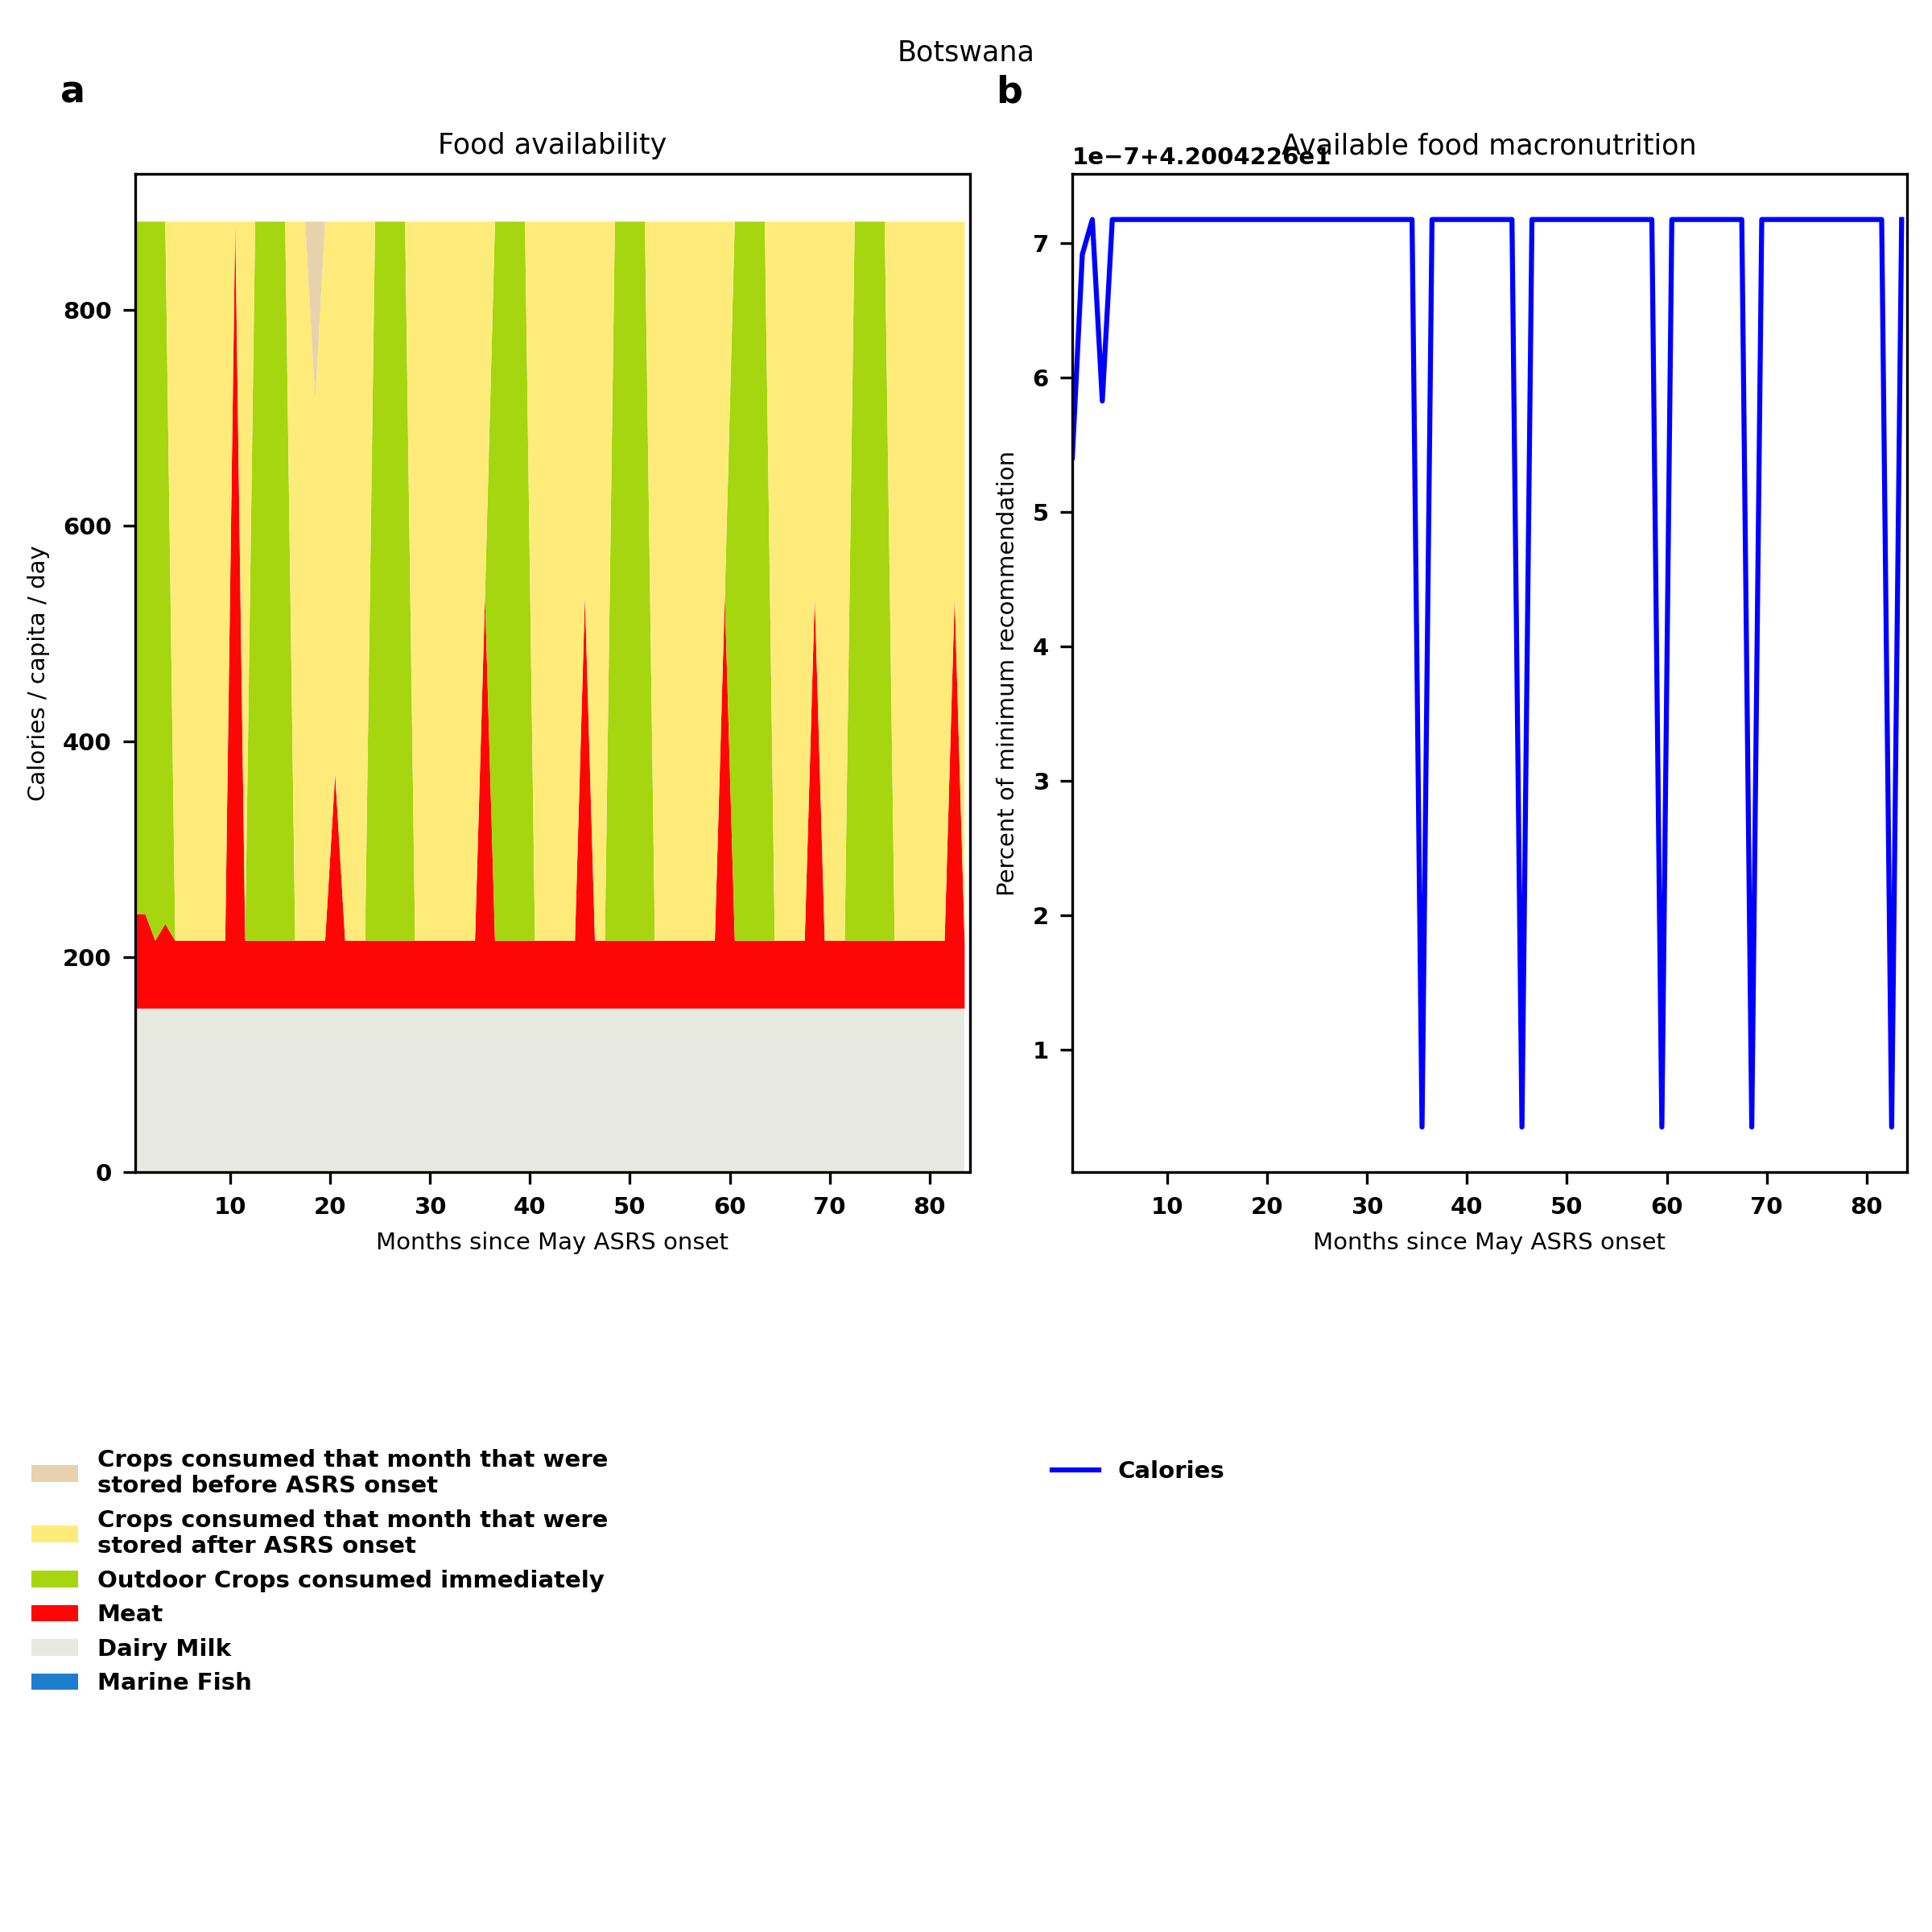 Botswana
a
b
Food availability
Available food macronutrition
1e−7+4.2004226e1
Calories / capita / day
800
600
400
200
0
10 20 30 40 50 60 70 80
Months since May ASRS onset
Percent of minimum recommendation
7
6
5
4
3
2
1
10 20 30 40 50 60 70 80
Months since May ASRS onset
Crops consumed that month that were
stored before ASRS onset
Crops consumed that month that were
stored after ASRS onset
Outdoor Crops consumed immediately
Meat
Dairy Milk
Marine Fish
Calories